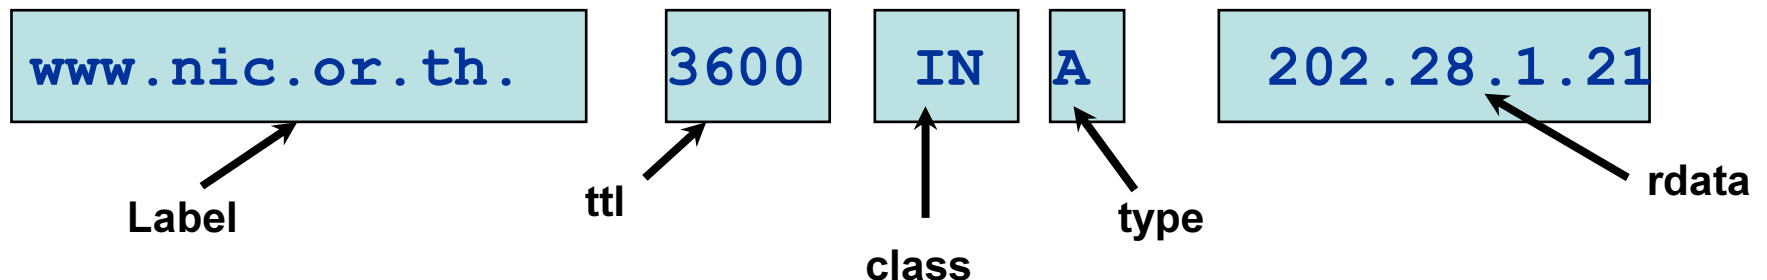 www.nic.or.th. 3600 IN A 202.28.1.21
Label ttl class type rdata